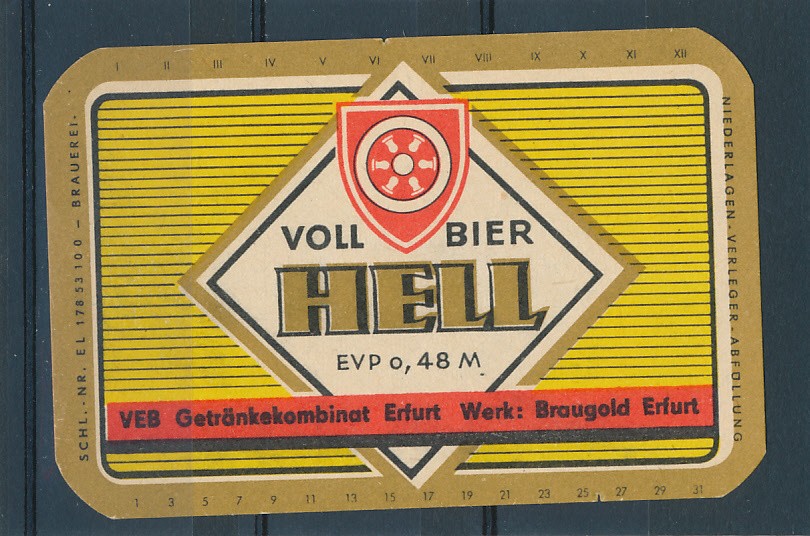 I II III IV V VI VII VIII IX X XI XII
SCHL.-NR. EL 17853100 — BRAUEREI-
NIEDERLAGEN-VERLEGER-ABFÜLLUNG
VOLL BIER
HELL
EVP 0,48 M
VEB Getränkekombinat Erfurt Werk: Braugold Erfurt
1 3 5 7 9 11 13 15 17 19 21 23 25 27 29 31